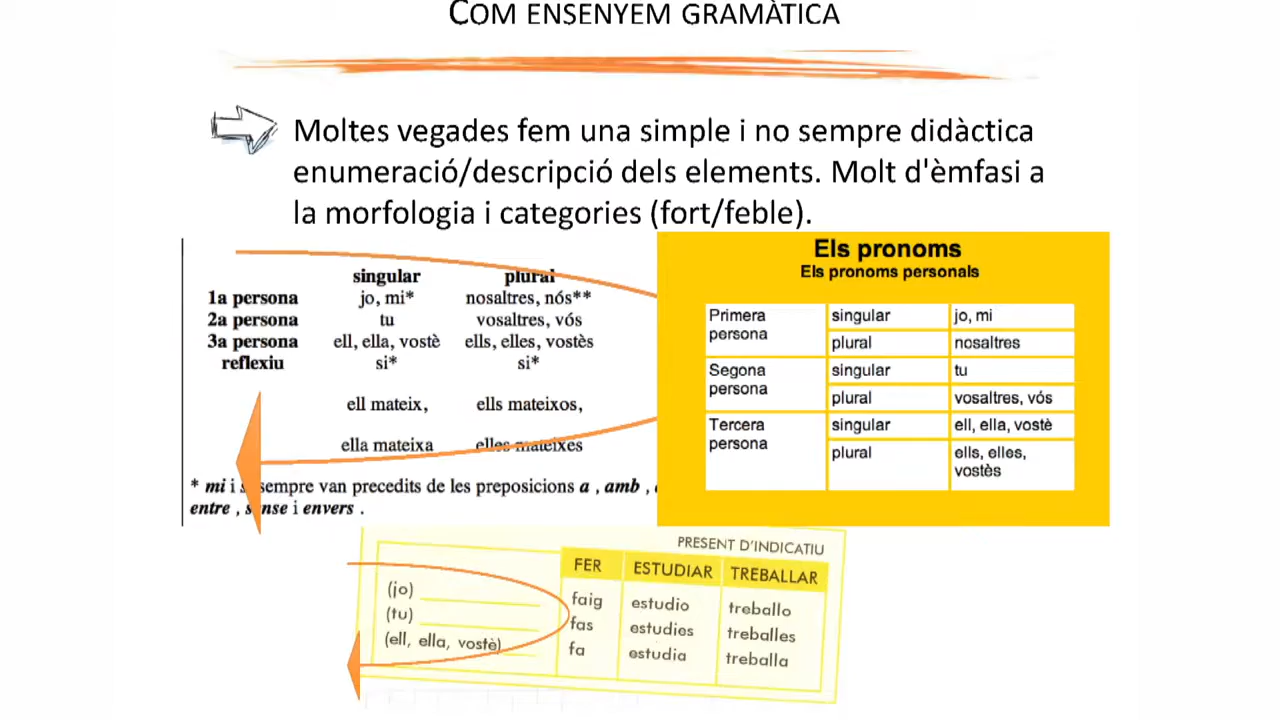 COM ENSENYEM GRAMÀTICA
Moltes vegades fem una simple i no sempre didàctica
enumeració/descripció dels elements. Molt d'èmfasi a
la morfologia i categories (fort/feble).
singular plural
1a persona jo, mi* nosaltres, nós**
2a persona tu vosaltres, vós
3a persona ell, ella, vostè ells, elles, vostès
reflexiu si* si*
ell mateix, ells mateixos,
ella mateixa elles mateixes
* mi i sempre van precedits de les preposicions a , amb ,
entre , sense i envers .
Els pronoms
Els pronoms personals
Primera persona singular jo, mi
plural nosaltres
Segona persona singular tu
plural vosaltres, vós
Tercera persona singular ell, ella, vostè
plural ells, elles,
vostès
PRESENT D'INDICATIU
FER ESTUDIAR TREBALLAR
(jo) faig estudio treballo
(tu) fas estudies treballes
(ell, ella, vostè) fa estudia treballa